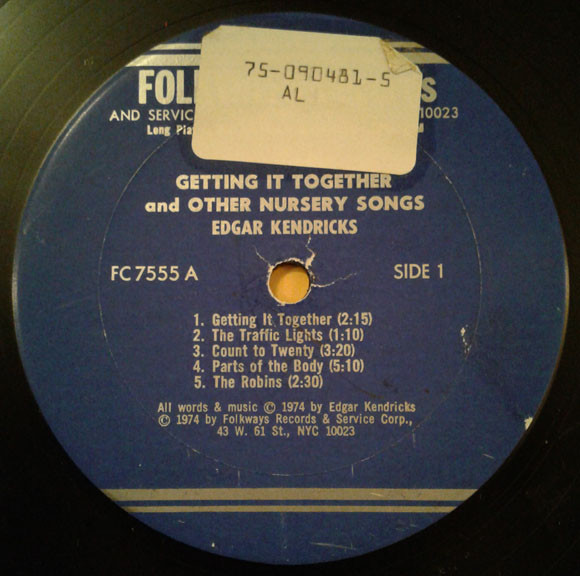 75-090481-5
AL
FOL S
AND SERVIC 10023
Long Pla d
GETTING IT TOGETHER
and OTHER NURSERY SONGS
EDGAR KENDRICKS
FC 7555 A SIDE 1
1. Getting It Together (2:15)
2. The Traffic Lights (1:10)
3. Count to Twenty (3:20)
4. Parts of the Body (5:10)
5. The Robins (2:30)
All words & music © 1974 by Edgar Kendricks
℗ 1974 by Folkways Records & Service Corp.,
43 W. 61 St., NYC 10023